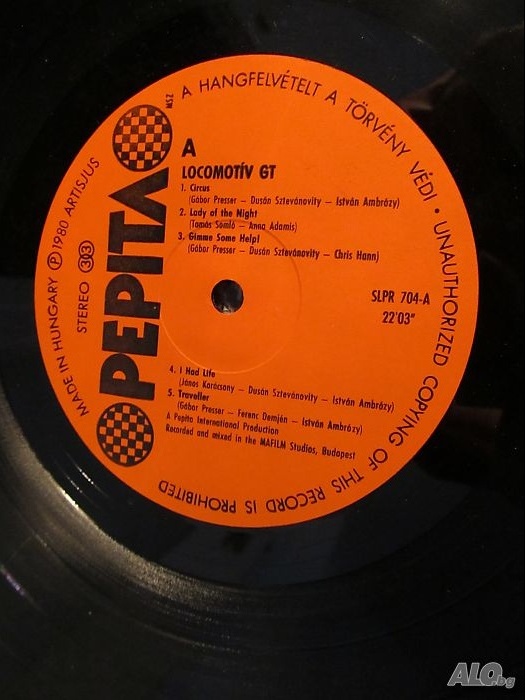 A HANGFELVÉTELT A TÖRVÉNY VÉDI • UNAUTHORIZED COPYING OF THIS RECORD IS PROHIBITED
MADE IN HUNGARY Ⓟ 1980 ARTISJUS
STEREO 33
PEPITA
MSZ
A
LOCOMOTÍV GT
1. Circus
(Gábor Presser – Dusán Sztevánovity – István Ambrózy)
2. Lady of the Night
(Tamás Somló – Anna Adamis)
3. Gimme Some Help!
(Gábor Presser – Dusán Sztevánovity – Chris Hann)
SLPR 704-A
22'03"
4. I Had Life
(János Karácsony – Dusán Sztevánovity – István Ambrózy)
5. Traveller
(Gábor Presser – Ferenc Demjén – István Ambrózy)
A Pepita International Production
Recorded and mixed in the MAFILM Studios, Budapest
ALO.bg